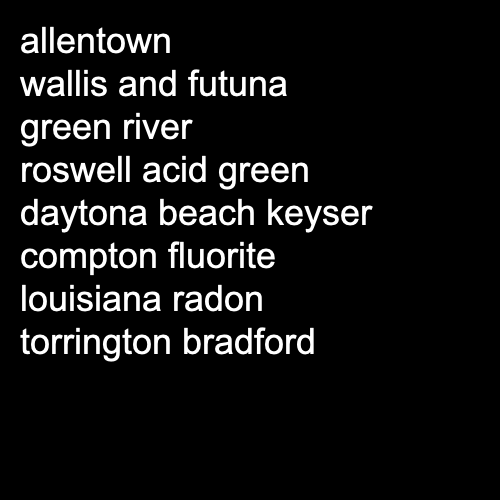 allentown
wallis and futuna
green river
roswell acid green
daytona beach keyser
compton fluorite
louisiana radon
torrington bradford